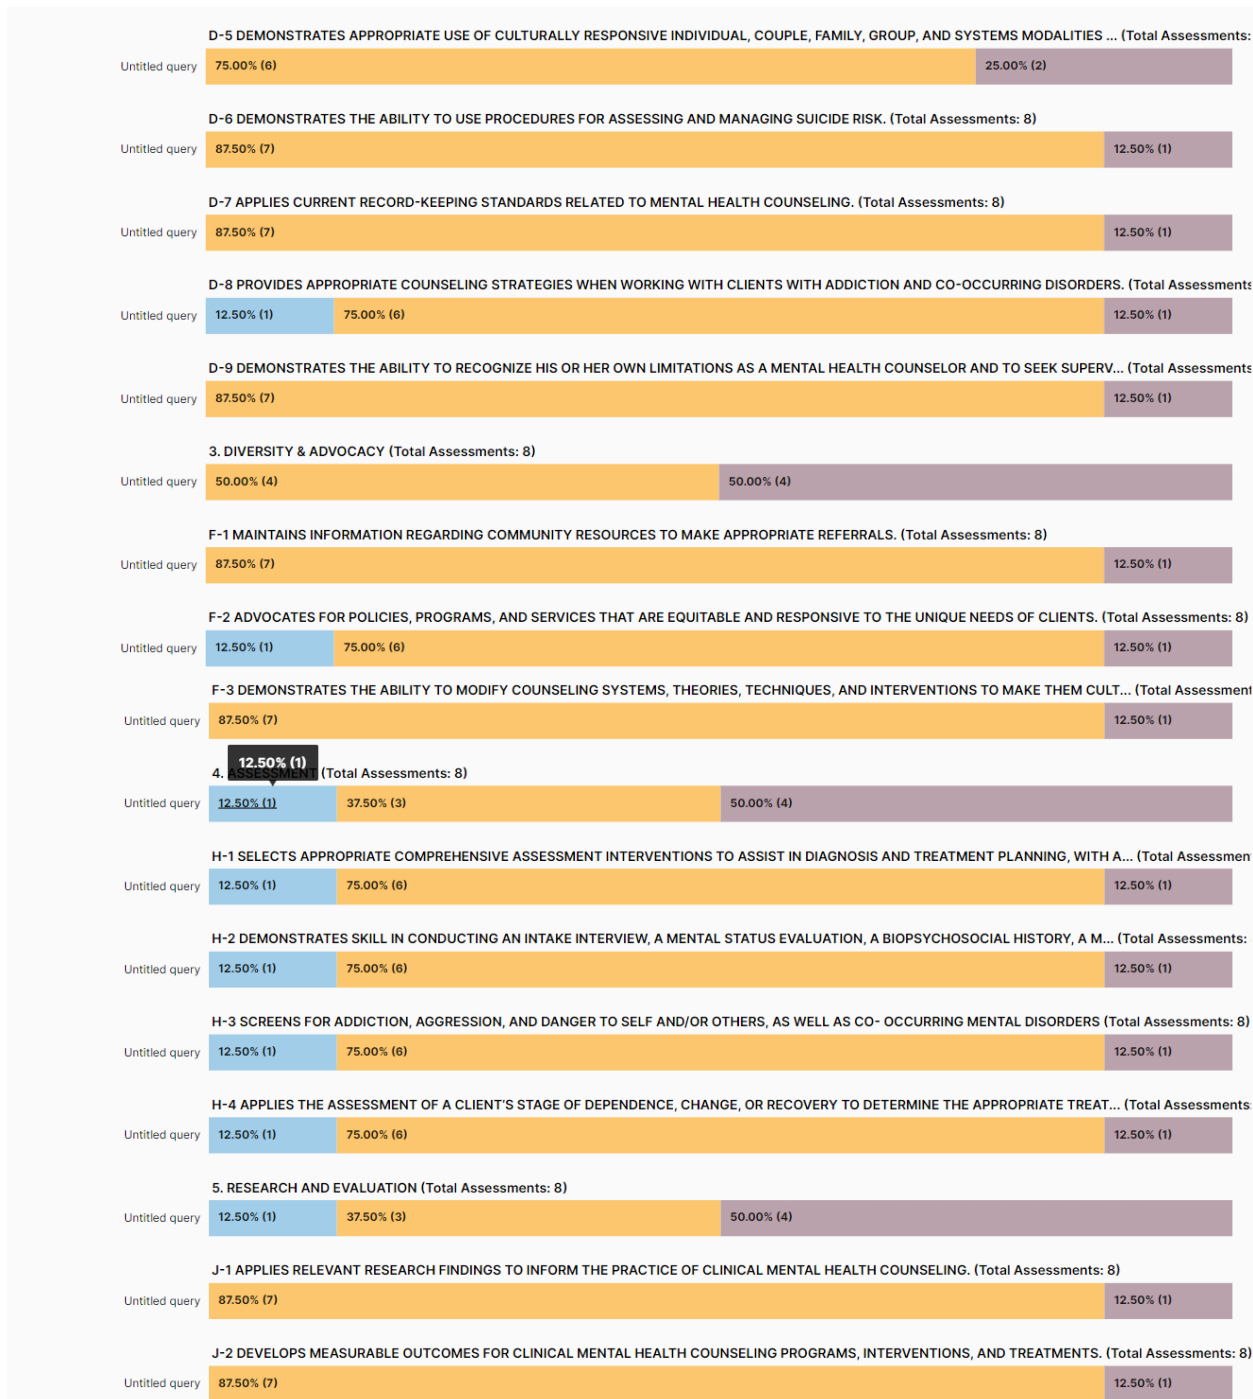 D-5 DEMONSTRATES APPROPRIATE USE OF CULTURALLY RESPONSIVE INDIVIDUAL, COUPLE, FAMILY, GROUP, AND SYSTEMS MODALITIES ... (Total Assessments:
Untitled query 75.00% (6) 25.00% (2)
D-6 DEMONSTRATES THE ABILITY TO USE PROCEDURES FOR ASSESSING AND MANAGING SUICIDE RISK. (Total Assessments: 8)
Untitled query 87.50% (7) 12.50% (1)
D-7 APPLIES CURRENT RECORD-KEEPING STANDARDS RELATED TO MENTAL HEALTH COUNSELING. (Total Assessments: 8)
Untitled query 87.50% (7) 12.50% (1)
D-8 PROVIDES APPROPRIATE COUNSELING STRATEGIES WHEN WORKING WITH CLIENTS WITH ADDICTION AND CO-OCCURRING DISORDERS. (Total Assessments
Untitled query 12.50% (1) 75.00% (6) 12.50% (1)
D-9 DEMONSTRATES THE ABILITY TO RECOGNIZE HIS OR HER OWN LIMITATIONS AS A MENTAL HEALTH COUNSELOR AND TO SEEK SUPERV... (Total Assessments
Untitled query 87.50% (7) 12.50% (1)
3. DIVERSITY & ADVOCACY (Total Assessments: 8)
Untitled query 50.00% (4) 50.00% (4)
F-1 MAINTAINS INFORMATION REGARDING COMMUNITY RESOURCES TO MAKE APPROPRIATE REFERRALS. (Total Assessments: 8)
Untitled query 87.50% (7) 12.50% (1)
F-2 ADVOCATES FOR POLICIES, PROGRAMS, AND SERVICES THAT ARE EQUITABLE AND RESPONSIVE TO THE UNIQUE NEEDS OF CLIENTS. (Total Assessments: 8)
Untitled query 12.50% (1) 75.00% (6) 12.50% (1)
F-3 DEMONSTRATES THE ABILITY TO MODIFY COUNSELING SYSTEMS, THEORIES, TECHNIQUES, AND INTERVENTIONS TO MAKE THEM CULT... (Total Assessment
Untitled query 87.50% (7) 12.50% (1)
12.50% (1)
4. ASSESSMENT (Total Assessments: 8)
Untitled query 12.50% (1) 37.50% (3) 50.00% (4)
H-1 SELECTS APPROPRIATE COMPREHENSIVE ASSESSMENT INTERVENTIONS TO ASSIST IN DIAGNOSIS AND TREATMENT PLANNING, WITH A... (Total Assessmen
Untitled query 12.50% (1) 75.00% (6) 12.50% (1)
H-2 DEMONSTRATES SKILL IN CONDUCTING AN INTAKE INTERVIEW, A MENTAL STATUS EVALUATION, A BIOPSYCHOSOCIAL HISTORY, A M... (Total Assessments:
Untitled query 12.50% (1) 75.00% (6) 12.50% (1)
H-3 SCREENS FOR ADDICTION, AGGRESSION, AND DANGER TO SELF AND/OR OTHERS, AS WELL AS CO- OCCURRING MENTAL DISORDERS (Total Assessments: 8)
Untitled query 12.50% (1) 75.00% (6) 12.50% (1)
H-4 APPLIES THE ASSESSMENT OF A CLIENT'S STAGE OF DEPENDENCE, CHANGE, OR RECOVERY TO DETERMINE THE APPROPRIATE TREAT... (Total Assessments:
Untitled query 12.50% (1) 75.00% (6) 12.50% (1)
5. RESEARCH AND EVALUATION (Total Assessments: 8)
Untitled query 12.50% (1) 37.50% (3) 50.00% (4)
J-1 APPLIES RELEVANT RESEARCH FINDINGS TO INFORM THE PRACTICE OF CLINICAL MENTAL HEALTH COUNSELING. (Total Assessments: 8)
Untitled query 87.50% (7) 12.50% (1)
J-2 DEVELOPS MEASURABLE OUTCOMES FOR CLINICAL MENTAL HEALTH COUNSELING PROGRAMS, INTERVENTIONS, AND TREATMENTS. (Total Assessments: 8)
Untitled query 87.50% (7) 12.50% (1)